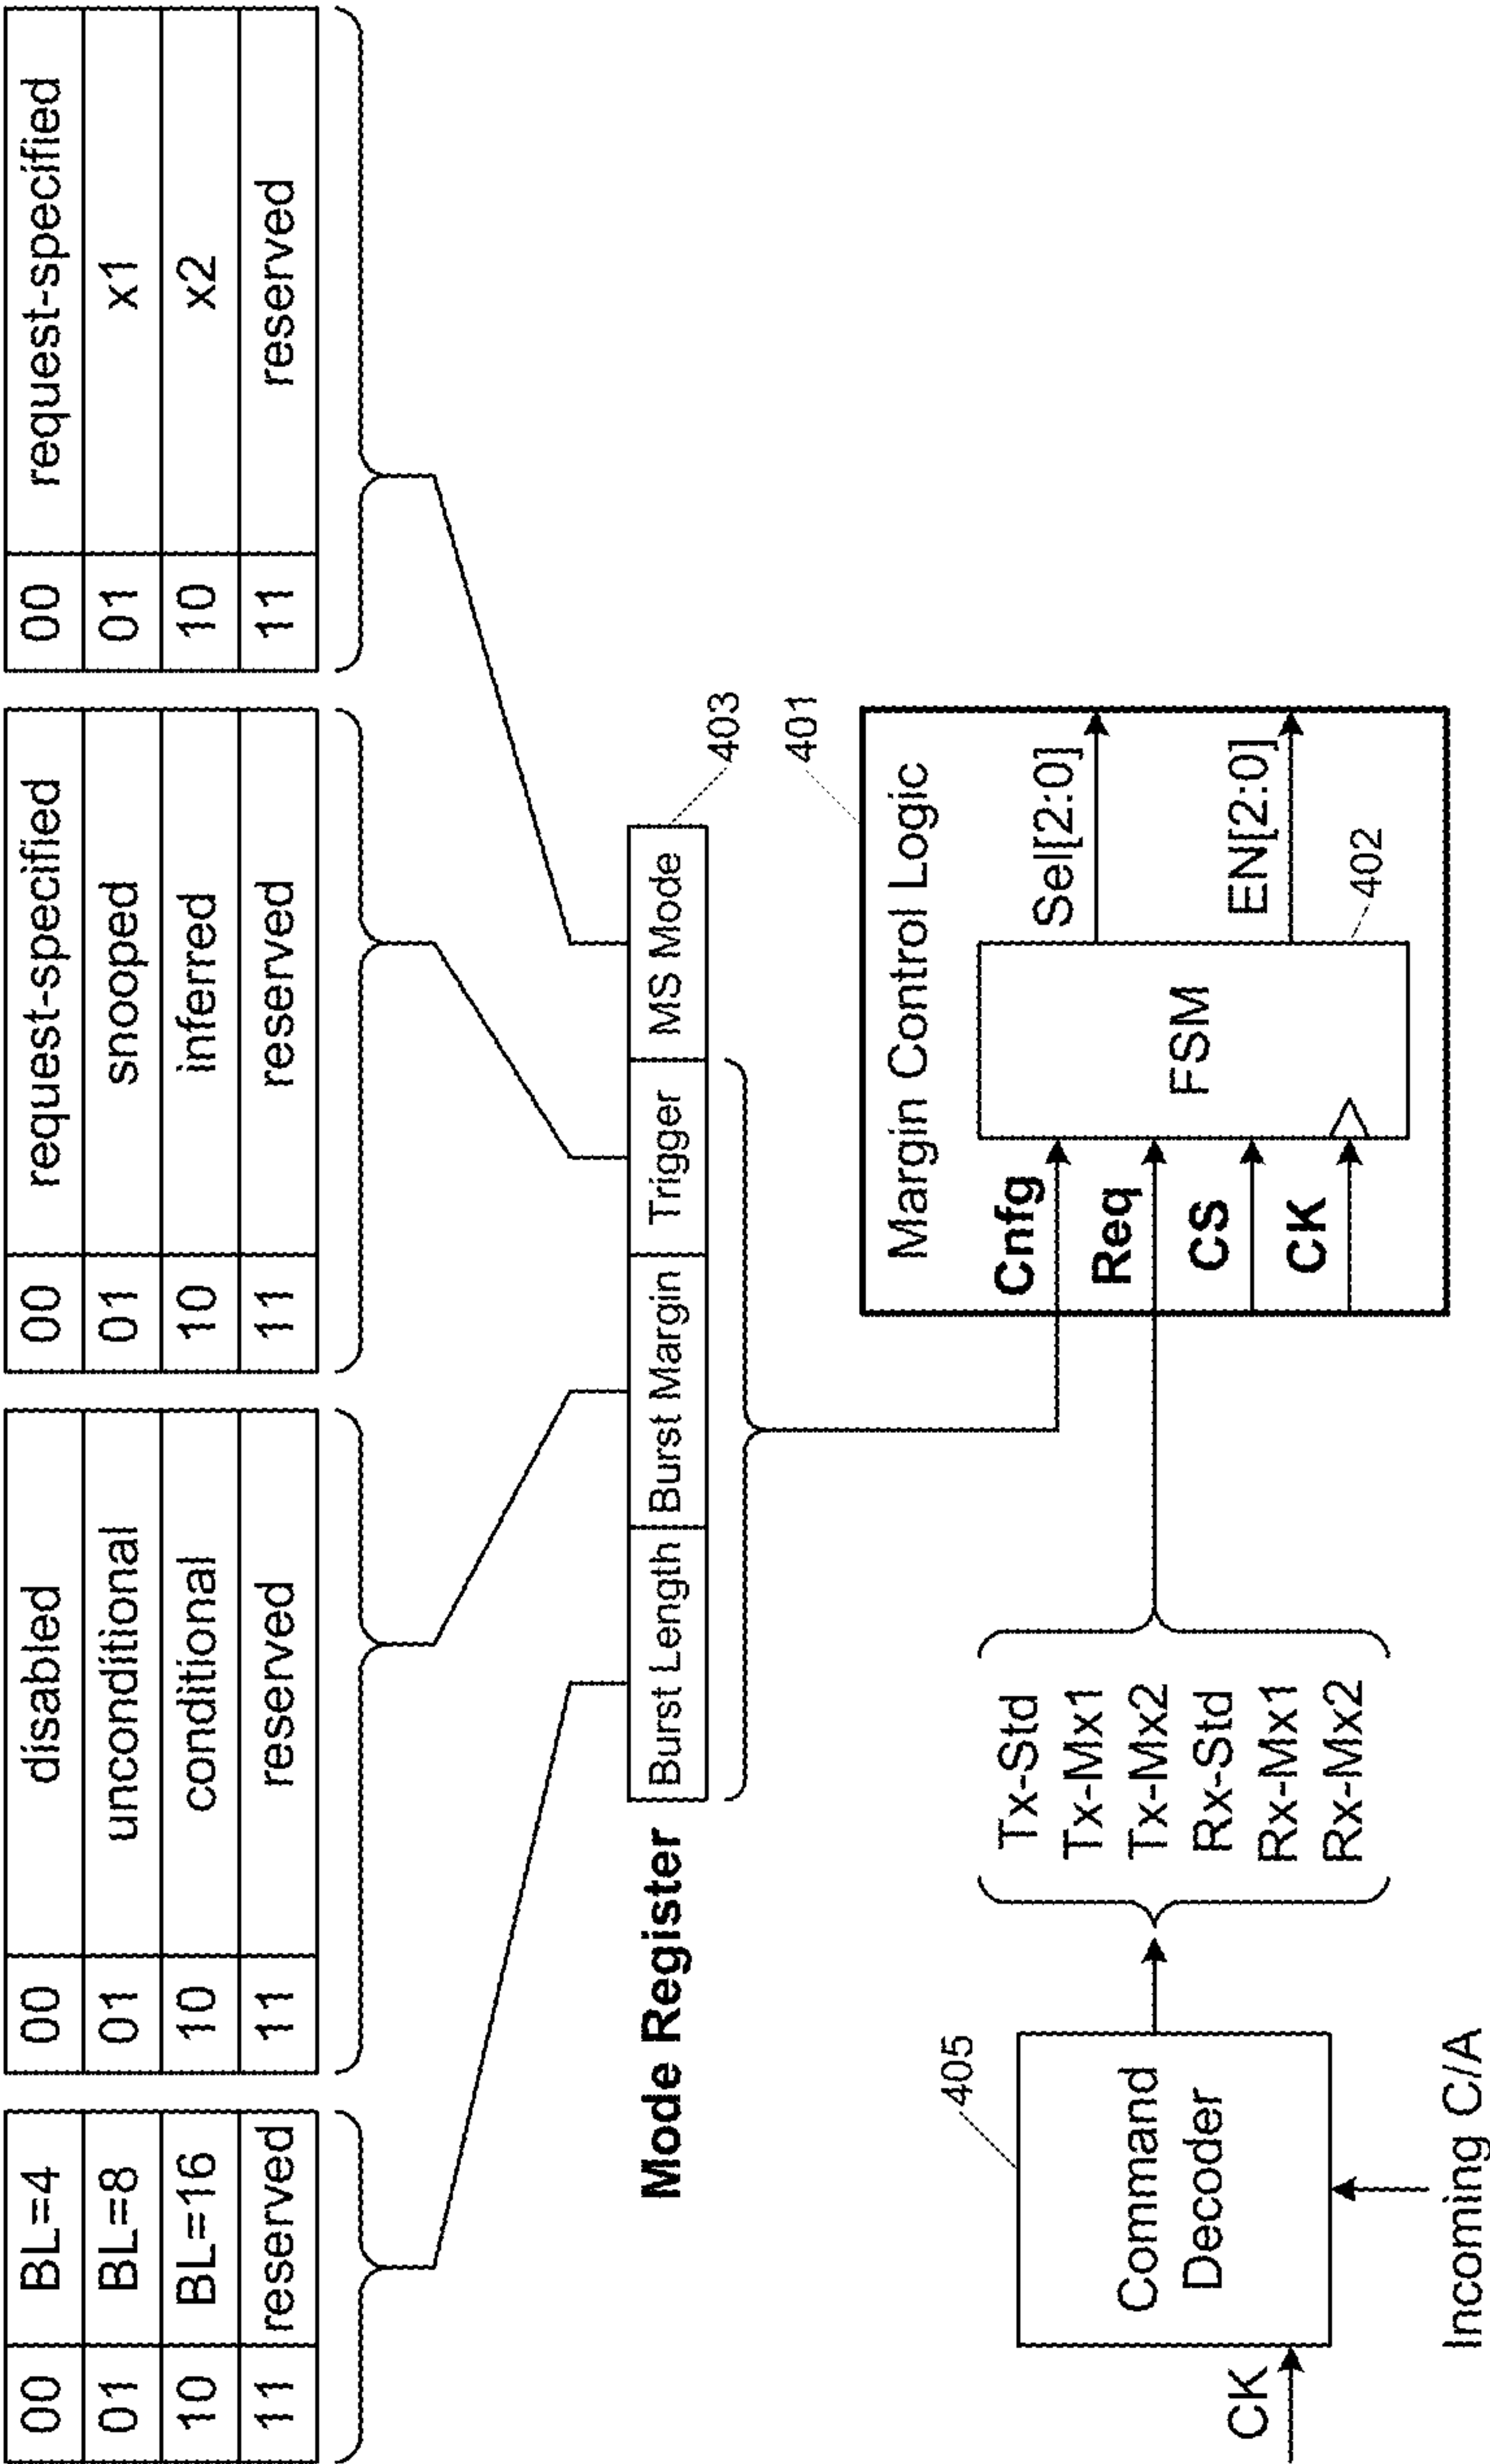 00 BL=4
01 BL=8
10 BL=16
11 reserved
00 disabled
01 unconditional
10 conditional
11 reserved
00 request-specified
01 snooped
10 inferred
11 reserved
00 request-specified
01 x1
10 x2
11 reserved
Mode Register
Burst Length
Burst Margin
Trigger
MS Mode
403
405
CK
Command
Decoder
Incoming C/A
Tx-Std
Tx-Mx1
Tx-Mx2
Rx-Std
Rx-Mx1
Rx-Mx2
401
Margin Control Logic
Cnfg
Req
CS
CK
FSM
Sel[2:0]
EN[2:0]
402